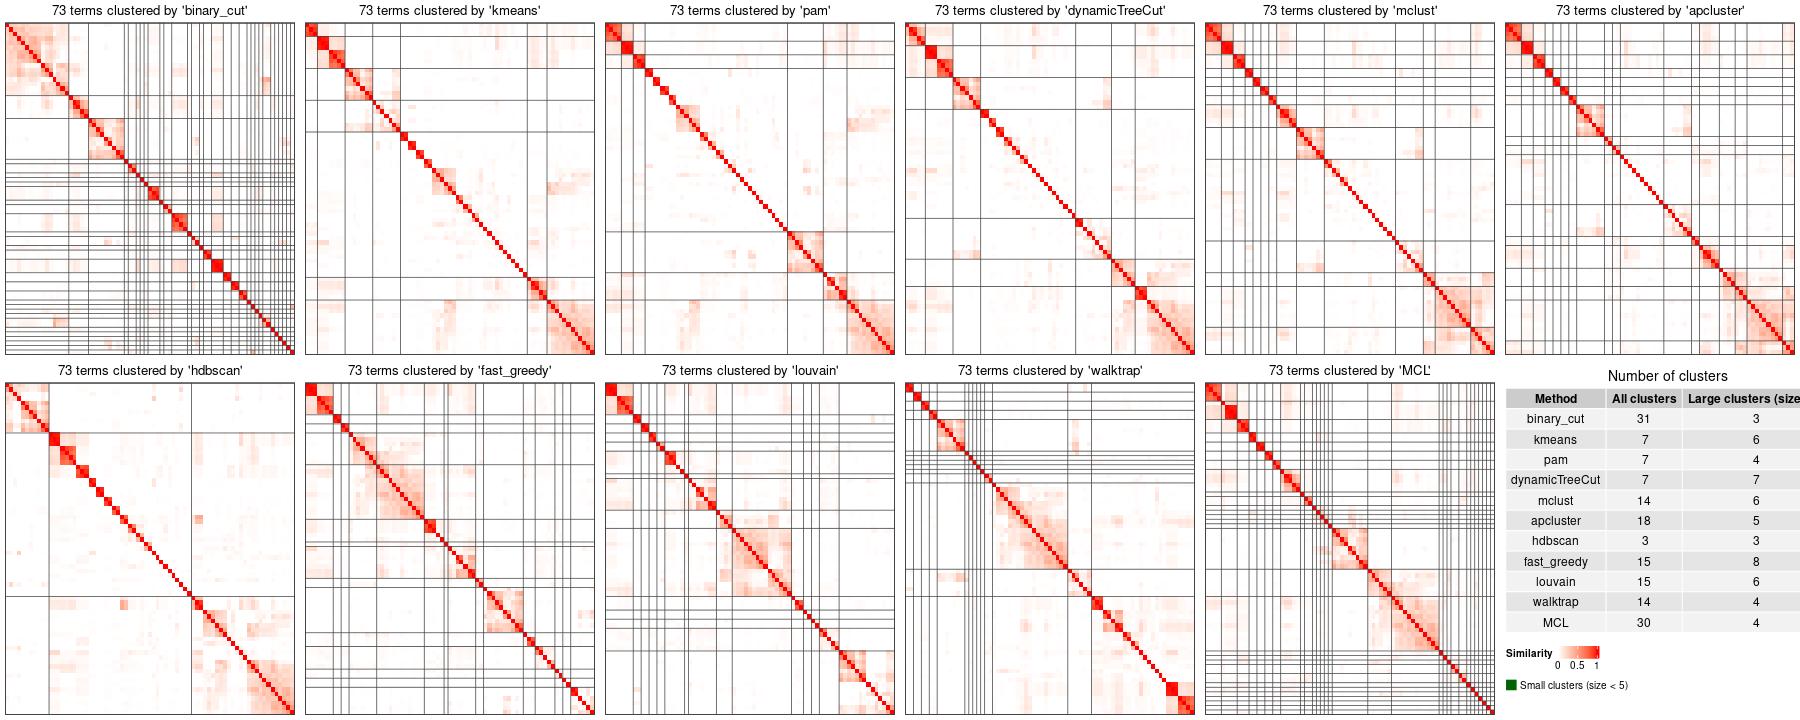 73 terms clustered by 'binary_cut'
73 terms clustered by 'kmeans'
73 terms clustered by 'pam'
73 terms clustered by 'dynamicTreeCut'
73 terms clustered by 'mclust'
73 terms clustered by 'apcluster'
73 terms clustered by 'hdbscan'
73 terms clustered by 'fast_greedy'
73 terms clustered by 'louvain'
73 terms clustered by 'walktrap'
73 terms clustered by 'MCL'
Number of clusters
Method All clusters Large clusters (size
binary_cut 31 3
kmeans 7 6
pam 7 4
dynamicTreeCut 7 7
mclust 14 6
apcluster 18 5
hdbscan 3 3
fast_greedy 15 8
louvain 15 6
walktrap 14 4
MCL 30 4
Similarity
0 0.5 1
Small clusters (size < 5)